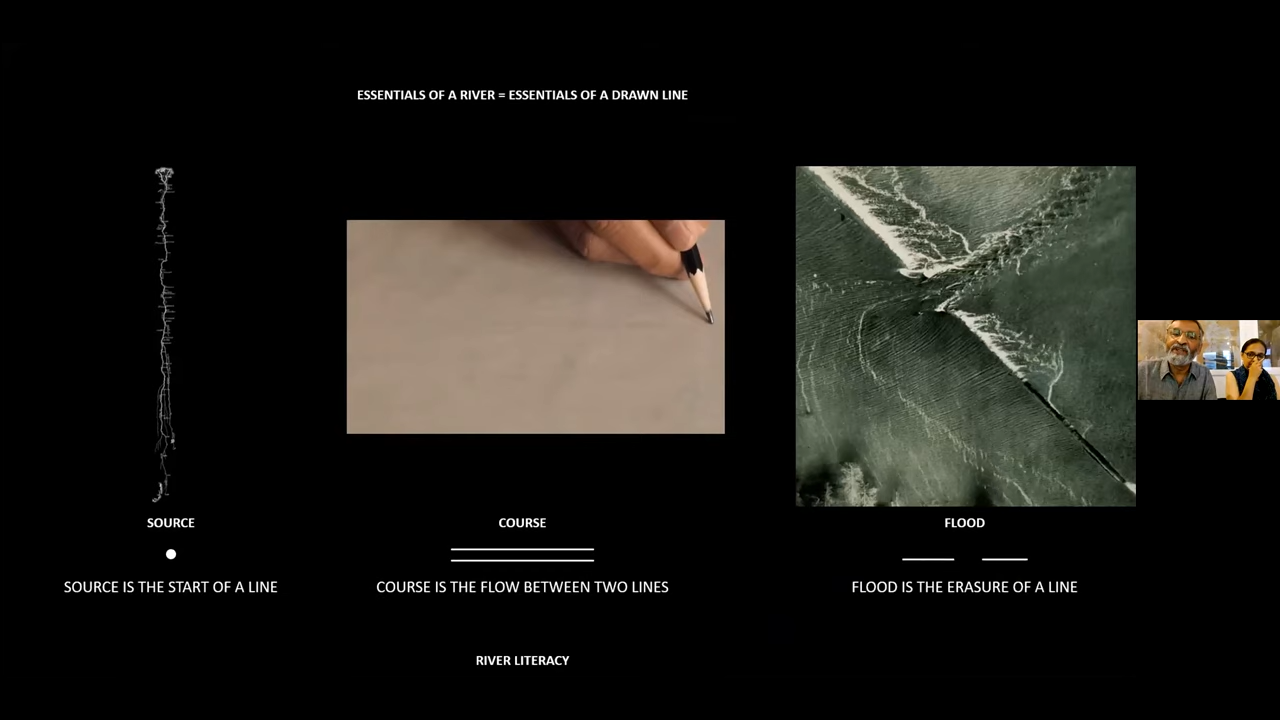 ESSENTIALS OF A RIVER = ESSENTIALS OF A DRAWN LINE
SOURCE
COURSE
FLOOD
SOURCE IS THE START OF A LINE
COURSE IS THE FLOW BETWEEN TWO LINES
FLOOD IS THE ERASURE OF A LINE
RIVER LITERACY